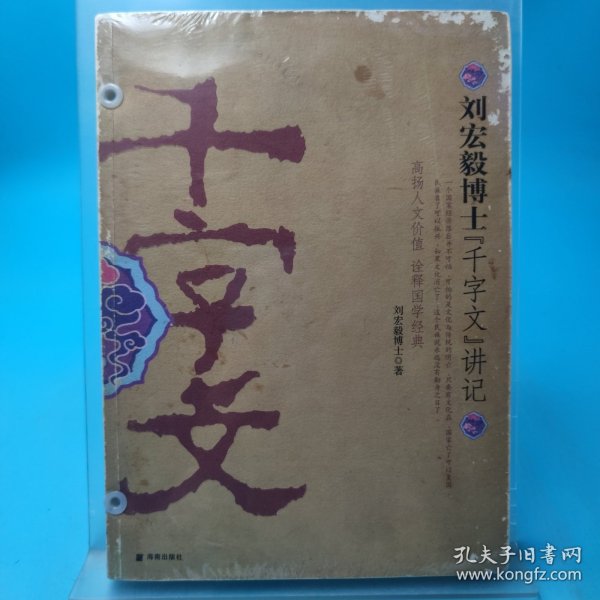 千字文
刘宏毅博士『千字文』讲记
高扬人文价值 诠释国学经典
刘宏毅博士 著
海南出版社
孔夫子旧书网
www.kongfz.com